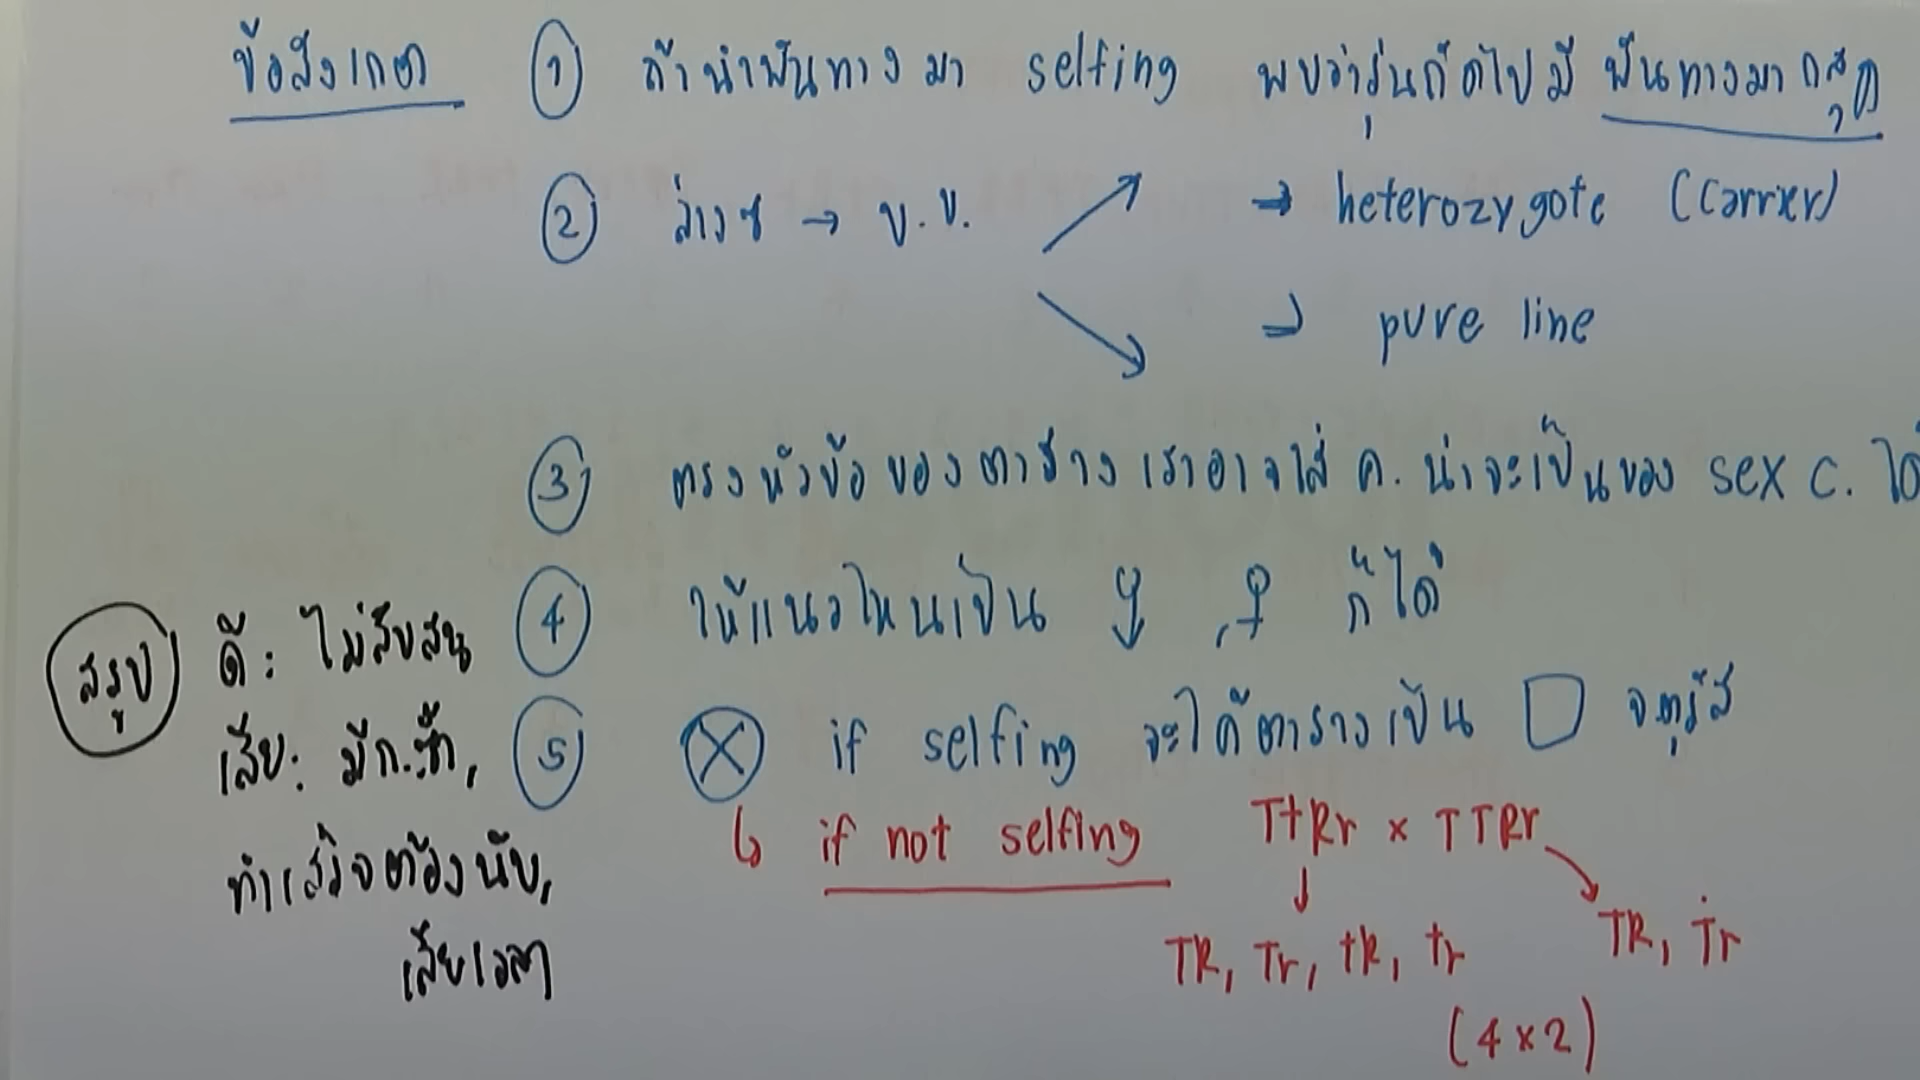 ข้อสังเกต ① ถ้านำพันทางมา selfing พบว่ารุ่นถัดไปมี พันทางมากสุด
② ล่างซ → บ.ข. → heterozygote (carrier)
→ pure line
③ ตรงหัวข้อของตารางเราอาจใส่ ค. น่าจะเป็นของ sex c. ได้
④ ให้แนวไหนเป็น ♂, ♀ ก็ได้
⑤ ⓧ if selfing จะได้ตารางเป็น □ จตุรัส
↳ if not selfing TtRr × TTRr
TR, Tr, tR, tr TR, Tr
(4×2)
สรุป ดี: ไม่สับสน
เสีย: มีก.ซ้ำ,
ทำเสร็จต้องนับ,
เสียเวลา